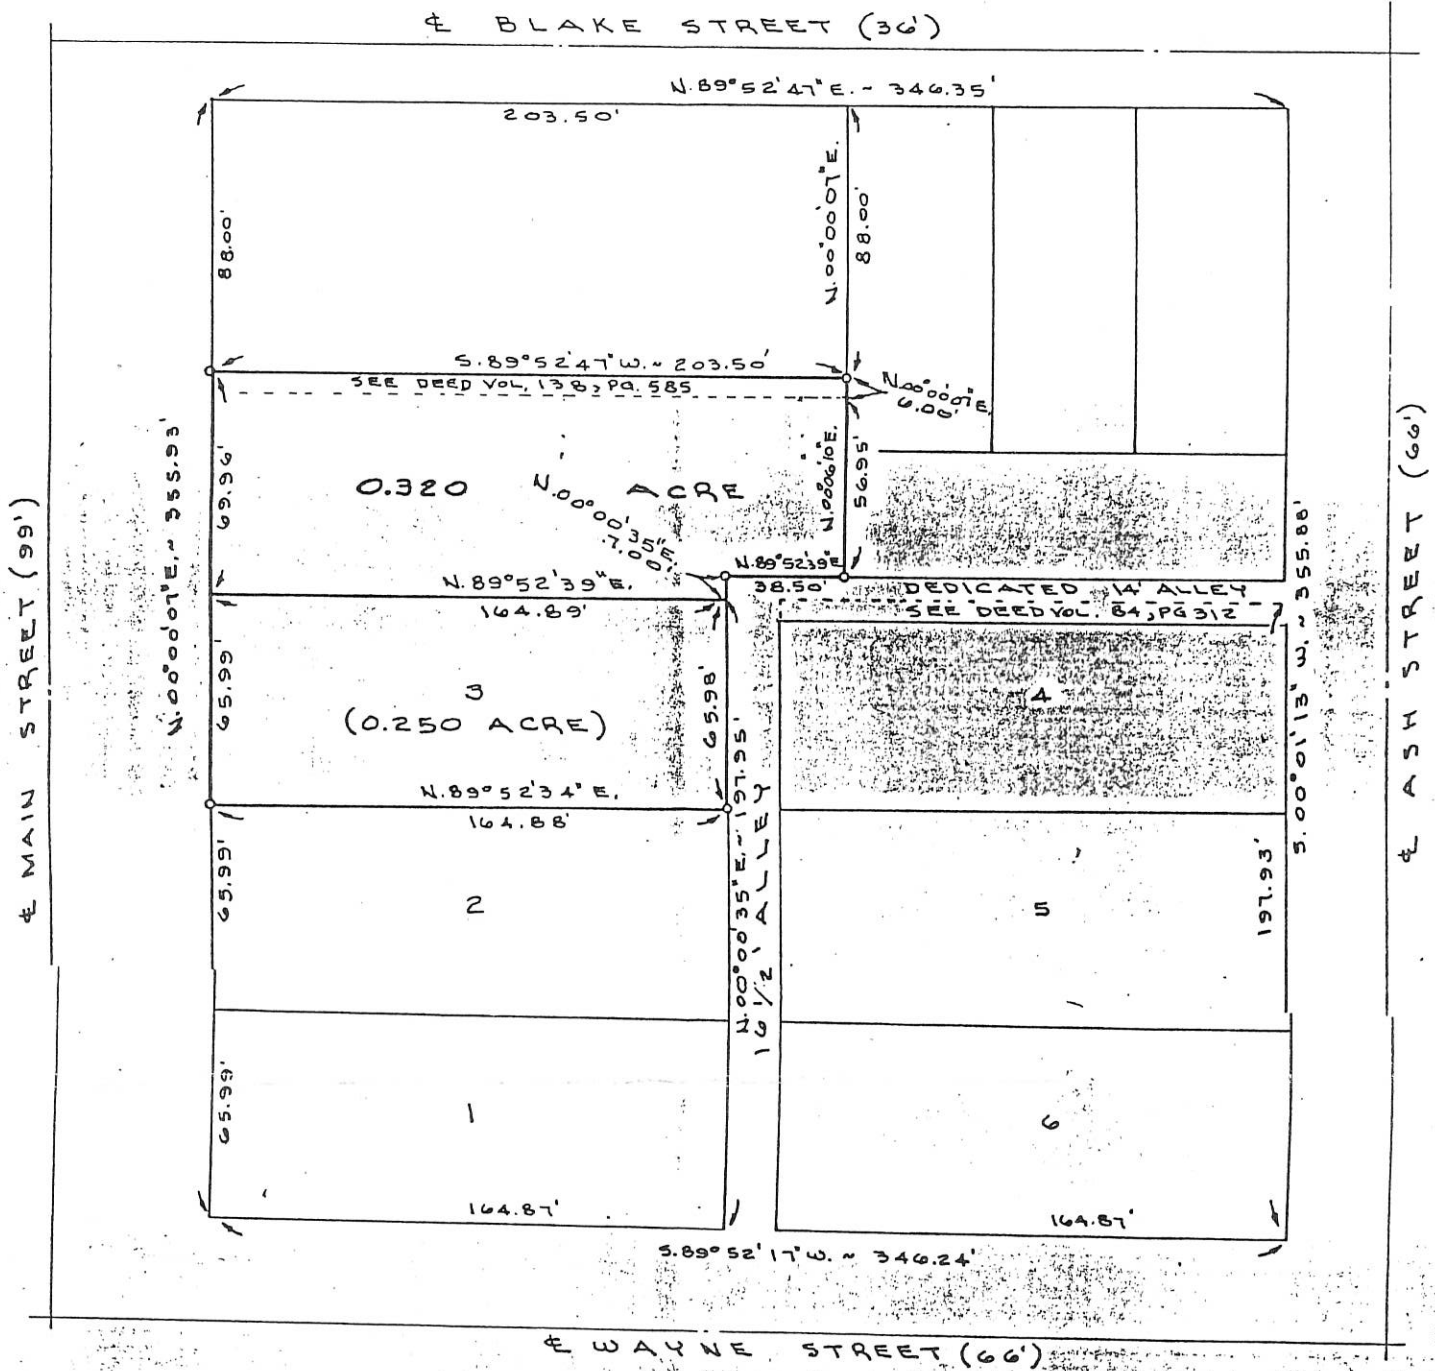 ℄ BLAKE STREET (36')
N.89°52'47"E. ~ 346.35'
203.50'
88.00'
N.00°00'07"E.
88.00'
S.89°52'47"W. ~ 203.50'
SEE DEED VOL. 138, PG. 585
N.00°00'07"E.
6.00'
N.00°00'07"E. ~ 355.93'
69.96'
0.320 ACRE
N.00°00'35"E.
7.00'
N.00°06'10"E.
56.95'
N.89°52'39"E
38.50'
N.89°52'39"E.
164.89'
DEDICATED 14' ALLEY
SEE DEED VOL. 84, PG 312
℄ MAIN STREET (99')
65.99'
3
(0.250 ACRE)
65.98'
4
N.89°52'34"E.
164.88'
S.00°01'13"W. ~ 355.88'
℄ ASH STREET (66')
65.99'
2
N.00°00'35"E. ~ 197.95'
16 1/2' ALLEY
5
197.93'
65.99'
1
6
164.87'
164.87'
S.89°52'17"W. ~ 346.24'
℄ WAYNE STREET (66')